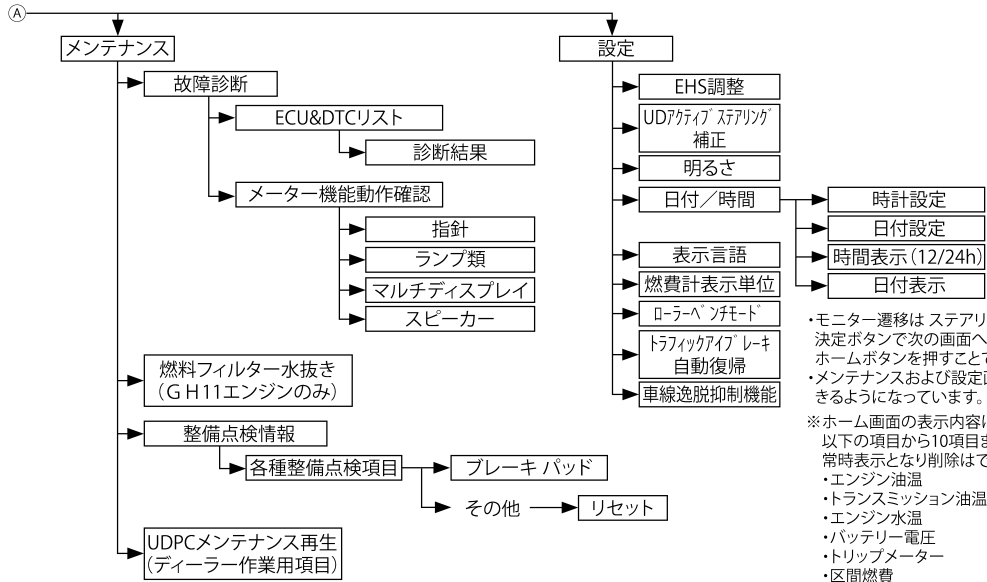 Ⓐ
メンテナンス
故障診断
ECU&DTCリスト
診断結果
メーター機能動作確認
指針
ランプ類
マルチディスプレイ
スピーカー
燃料フィルター水抜き
(GH11エンジンのみ)
整備点検情報
各種整備点検項目
ブレーキ パッド
その他
リセット
UDPCメンテナンス再生
(ディーラー作業用項目)
設定
EHS調整
UDｱｸﾃｨﾌﾞｽﾃｱﾘﾝｸﾞ
補正
明るさ
日付／時間
時計設定
日付設定
時間表示(12/24h)
日付表示
表示言語
燃費計表示単位
ﾛｰﾗｰﾍﾞﾝﾁﾓｰﾄﾞ
ﾄﾗﾌｨｯｸｱｲﾌﾞﾚｰｷ
自動復帰
車線逸脱抑制機能
・モニター遷移は ステアリ
決定ボタンで次の画面へ
ホームボタンを押すことで
・メンテナンスおよび設定
きるようになっています。
※ホーム画面の表示内容は
以下の項目から10項目ま
常時表示となり削除はで
・エンジン油温
・トランスミッション油温
・エンジン水温
・バッテリー電圧
・トリップメーター
・区間燃費